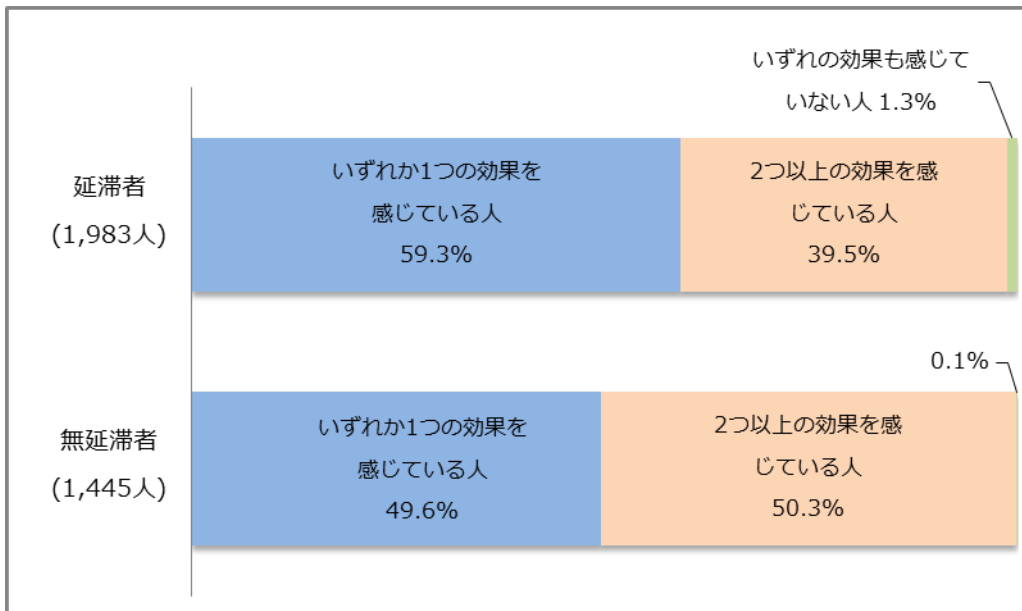 いずれの効果も感じて
いない人 1.3%
延滞者
(1,983人)
いずれか1つの効果を
感じている人
59.3%
2つ以上の効果を感
じている人
39.5%
0.1%
無延滞者
(1,445人)
いずれか1つの効果を
感じている人
49.6%
2つ以上の効果を感
じている人
50.3%